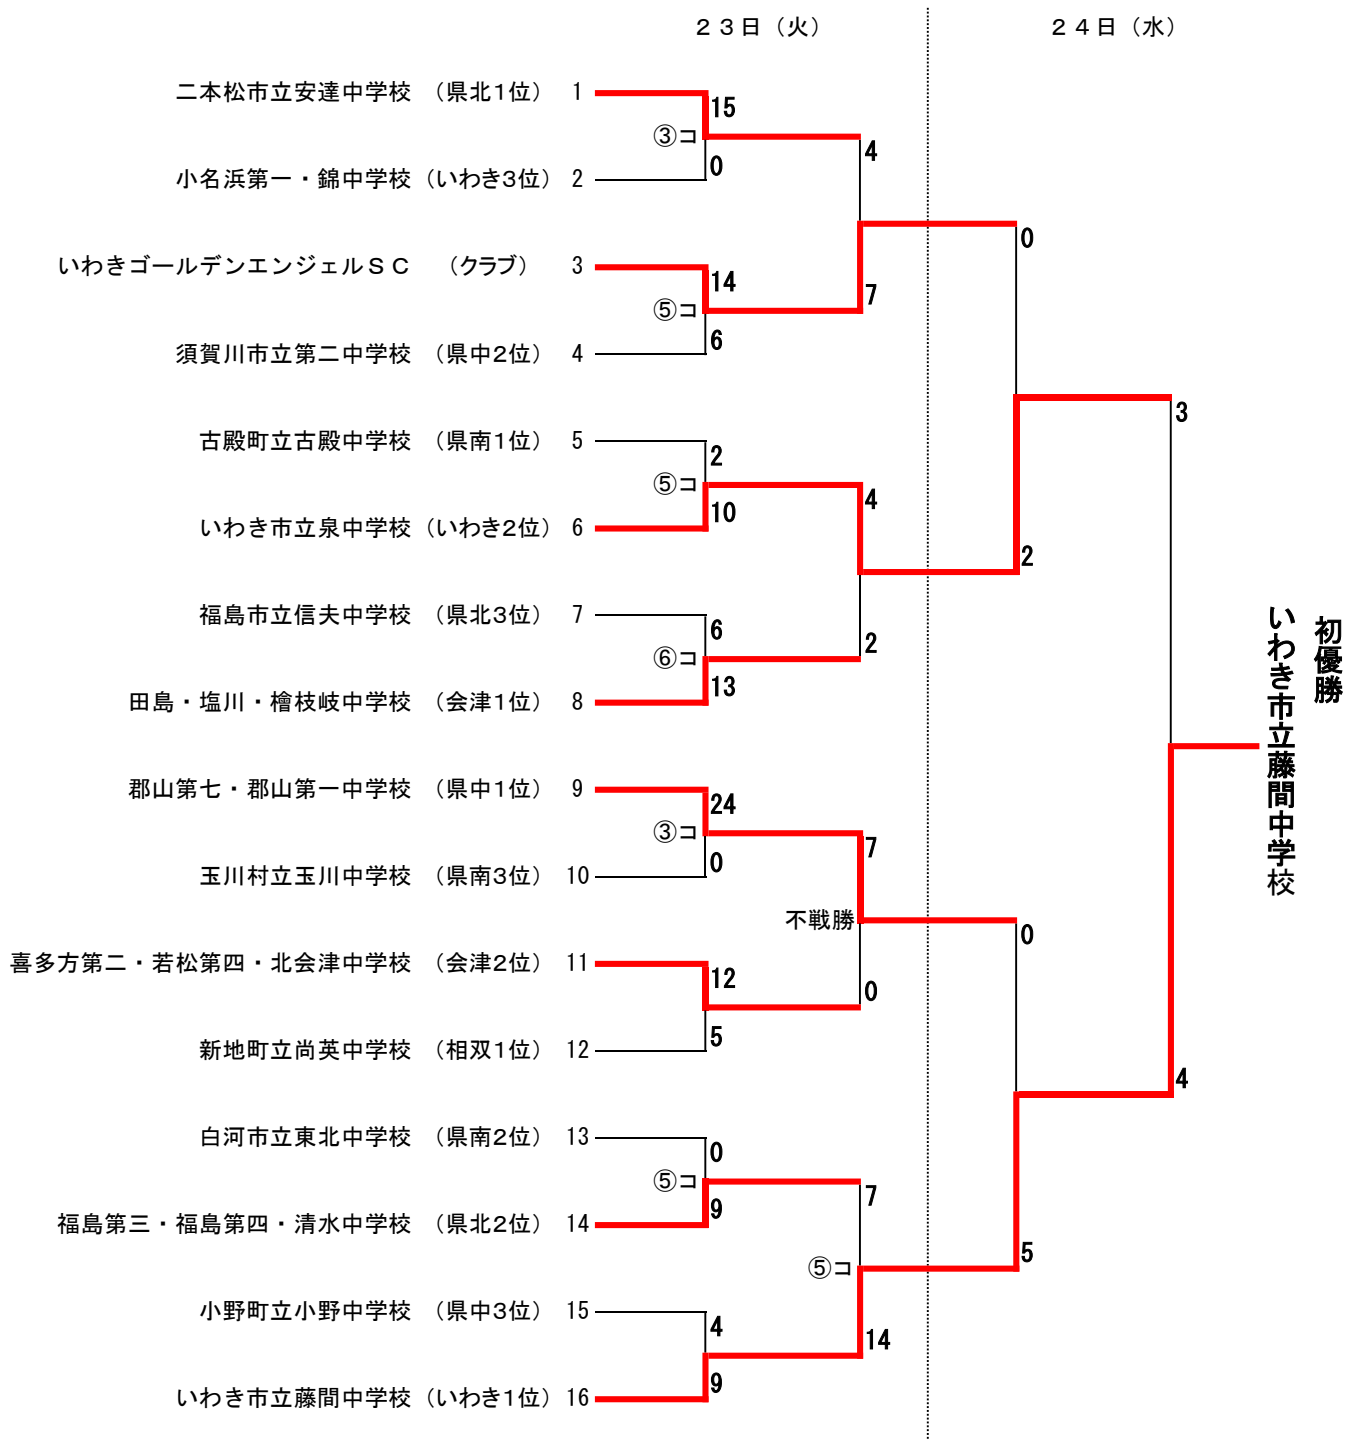 ２３日（火）
２４日（水）
二本松市立安達中学校 （県北1位） 1
15
③コ
4
0
小名浜第一・錦中学校 （いわき3位） 2
0
いわきゴールデンエンジェルＳＣ （クラブ） 3
14
7
⑤コ
6
須賀川市立第二中学校 （県中2位） 4
3
古殿町立古殿中学校 （県南1位） 5
2
⑤コ
4
10
いわき市立泉中学校 （いわき2位） 6
2
福島市立信夫中学校 （県北3位） 7
6
2
⑥コ
13
田島・塩川・檜枝岐中学校 （会津1位） 8
初優勝
いわき市立藤間中学校
郡山第七・郡山第一中学校 （県中1位） 9
24
③コ
7
0
玉川村立玉川中学校 （県南3位） 10
不戦勝
0
喜多方第二・若松第四・北会津中学校 （会津2位） 11
12
0
5
新地町立尚英中学校 （相双1位） 12
4
白河市立東北中学校 （県南2位） 13
0
⑤コ
7
9
福島第三・福島第四・清水中学校 （県北2位） 14
5
⑤コ
小野町立小野中学校 （県中3位） 15
4
14
9
いわき市立藤間中学校 （いわき1位） 16